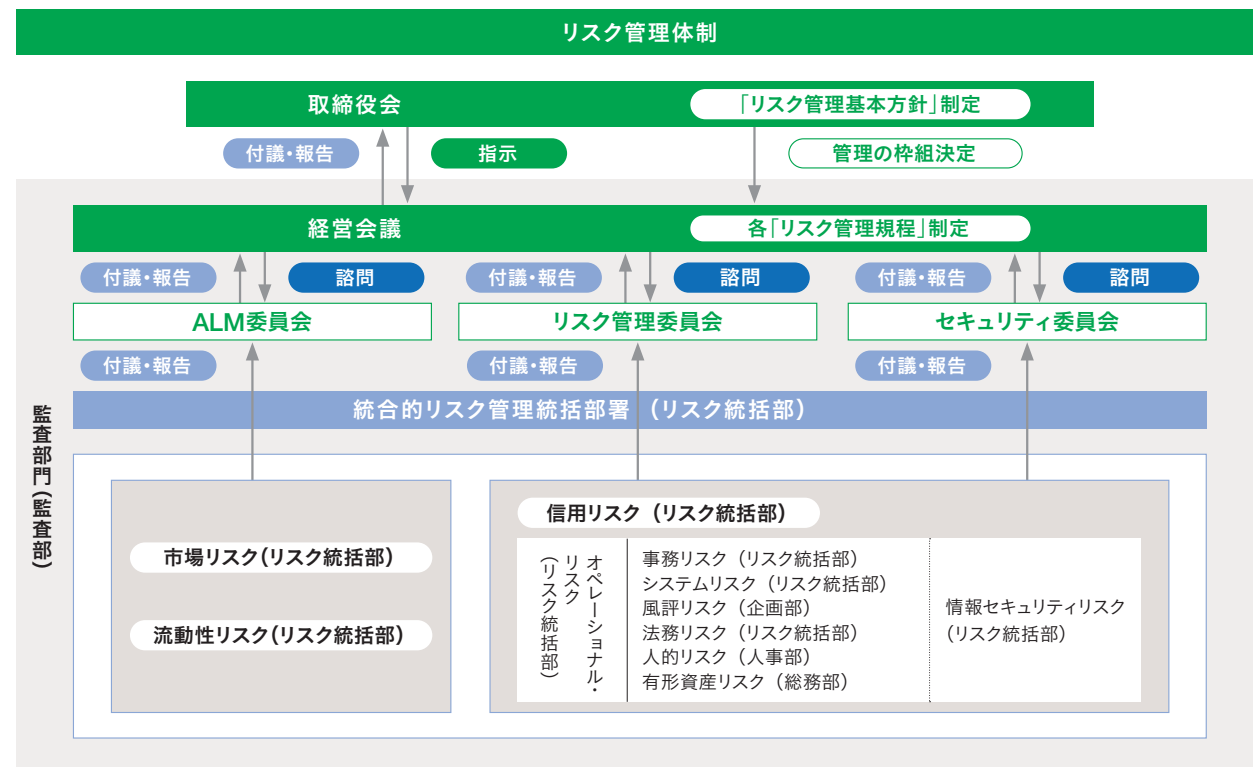 リスク管理体制
取締役会
「リスク管理基本方針」制定
付議・報告
指示
管理の枠組決定
経営会議
各「リスク管理規程」制定
付議・報告
諮問
付議・報告
諮問
付議・報告
諮問
ALM委員会
リスク管理委員会
セキュリティ委員会
付議・報告
付議・報告
付議・報告
統合的リスク管理統括部署（リスク統括部）
監査部門(監査部)
市場リスク(リスク統括部)
流動性リスク(リスク統括部)
信用リスク（リスク統括部）
オペレーショナル・
リスク
(リスク統括部)
事務リスク（リスク統括部）
システムリスク（リスク統括部）
風評リスク（企画部）
法務リスク（リスク統括部）
人的リスク（人事部）
有形資産リスク（総務部）
情報セキュリティリスク
(リスク統括部)